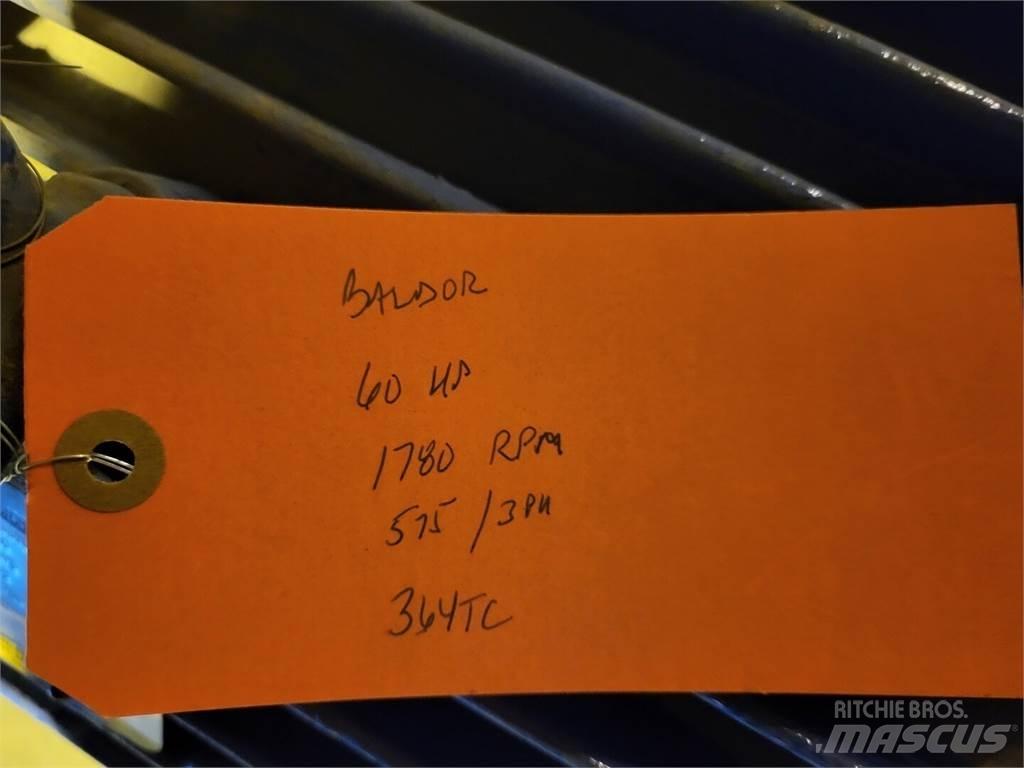 BALDOR
60 HP
1780 RPM
575 / 3PH
364TC
RITCHIE BROS.
MASCUS